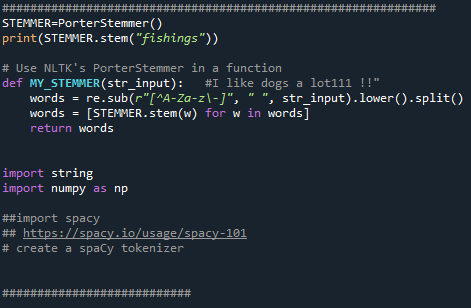 ##############################################################
STEMMER=PorterStemmer()
print(STEMMER.stem("fishings"))
# Use NLTK's PorterStemmer in a function
def MY_STEMMER(str_input):   #I like dogs a lot111 !!"
    words = re.sub(r"[^A-Za-z\-]", " ", str_input).lower().split()
    words = [STEMMER.stem(w) for w in words]
    return words
import string
import numpy as np
##import spacy
## https://spacy.io/usage/spacy-101
# create a spaCy tokenizer
###########################